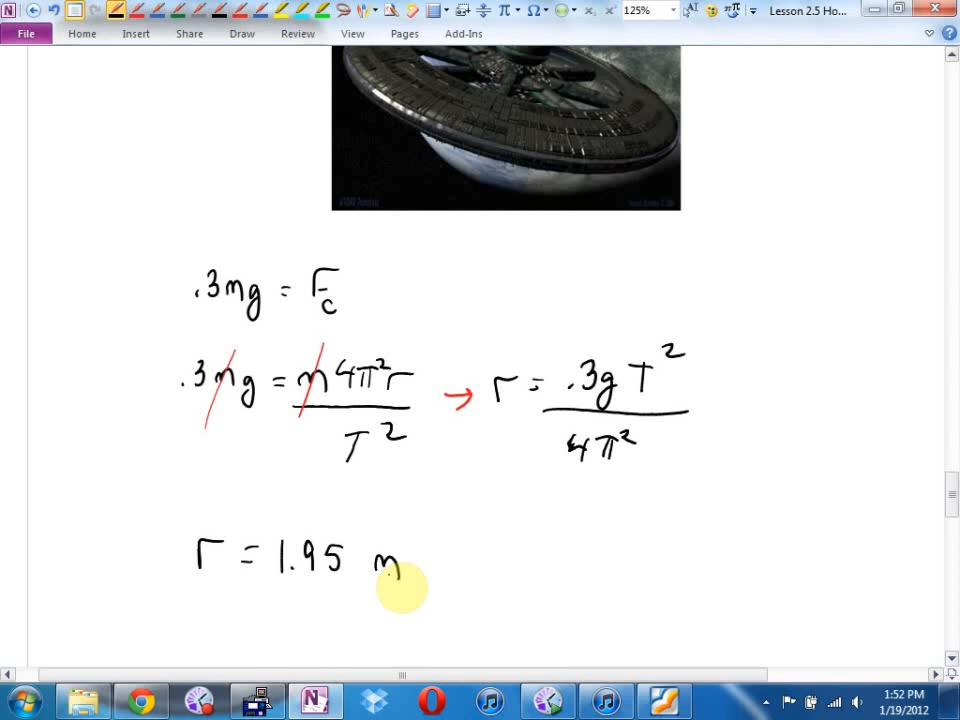 125%
Lesson 2.5 Ho...
File Home Insert Share Draw Review View Pages Add-Ins
.3mg = Fc
.3mg = m4π²r / T² → r = .3gT² / 4π²
r = 1.95 m
1:52 PM
1/19/2012